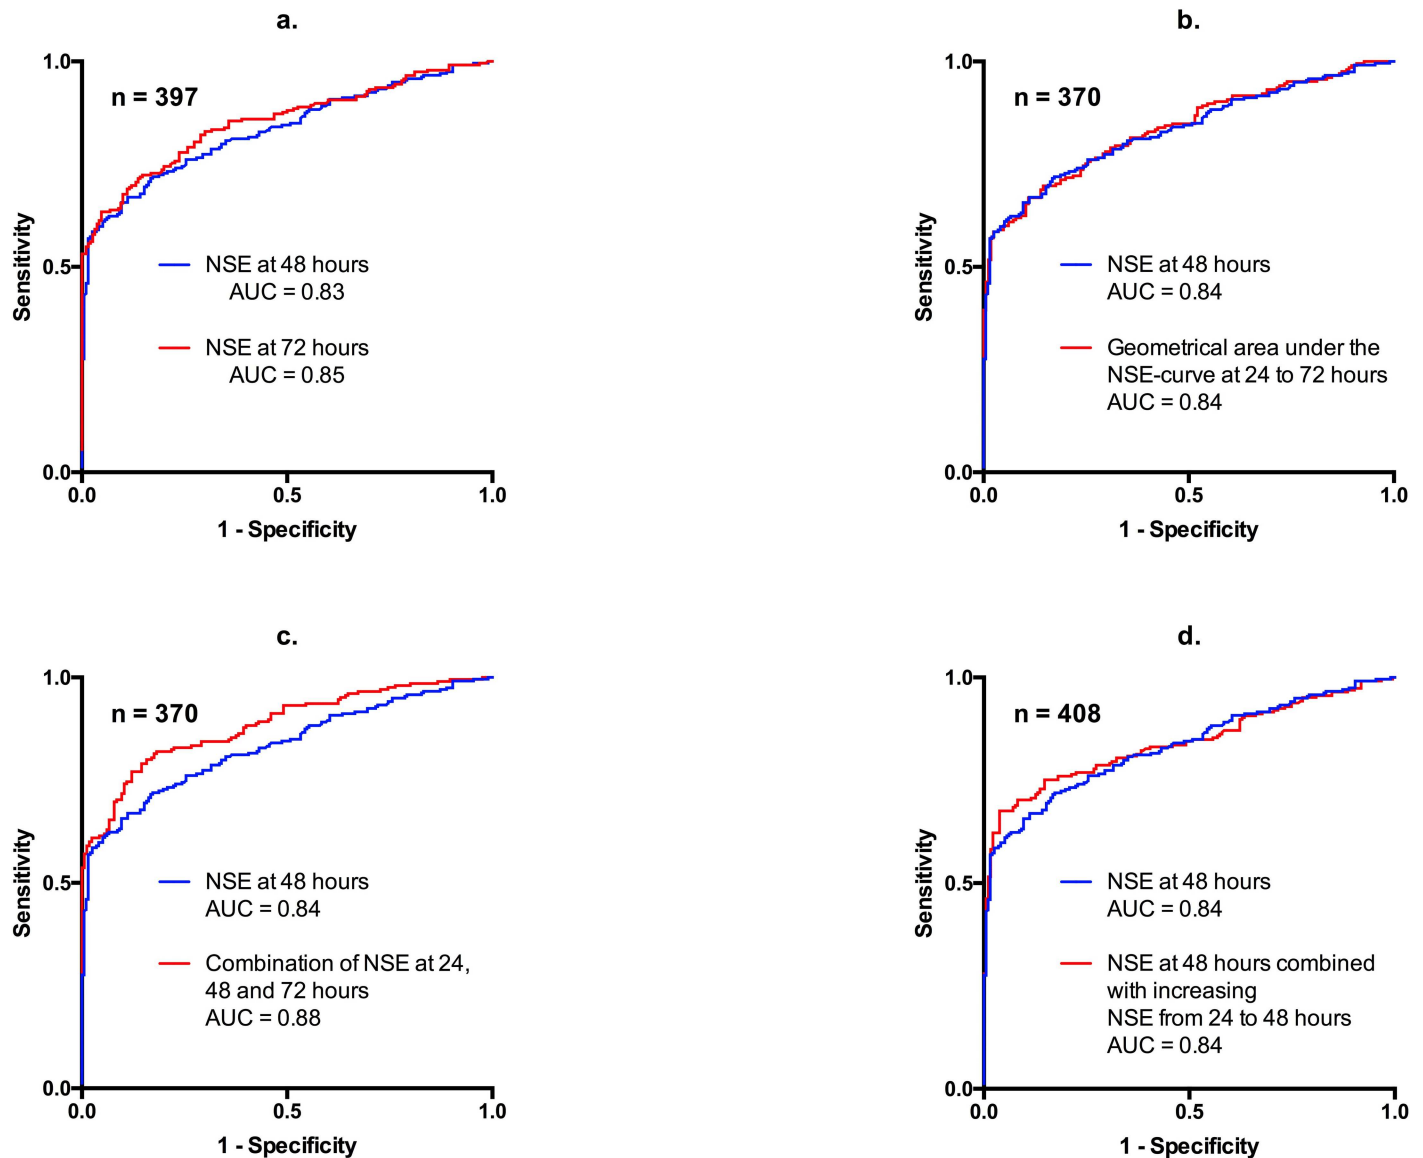 a.
1.0
n = 397
Sensitivity
0.5
NSE at 48 hours
AUC = 0.83
NSE at 72 hours
AUC = 0.85
0.0
0.0
0.5
1.0
1 - Specificity
b.
1.0
n = 370
Sensitivity
0.5
NSE at 48 hours
AUC = 0.84
Geometrical area under the
NSE-curve at 24 to 72 hours
AUC = 0.84
0.0
0.0
0.5
1.0
1 - Specificity
c.
1.0
n = 370
Sensitivity
0.5
NSE at 48 hours
AUC = 0.84
Combination of NSE at 24,
48 and 72 hours
AUC = 0.88
0.0
0.0
0.5
1.0
1 - Specificity
d.
1.0
n = 408
Sensitivity
0.5
NSE at 48 hours
AUC = 0.84
NSE at 48 hours combined
with increasing
NSE from 24 to 48 hours
AUC = 0.84
0.0
0.0
0.5
1.0
1 - Specificity